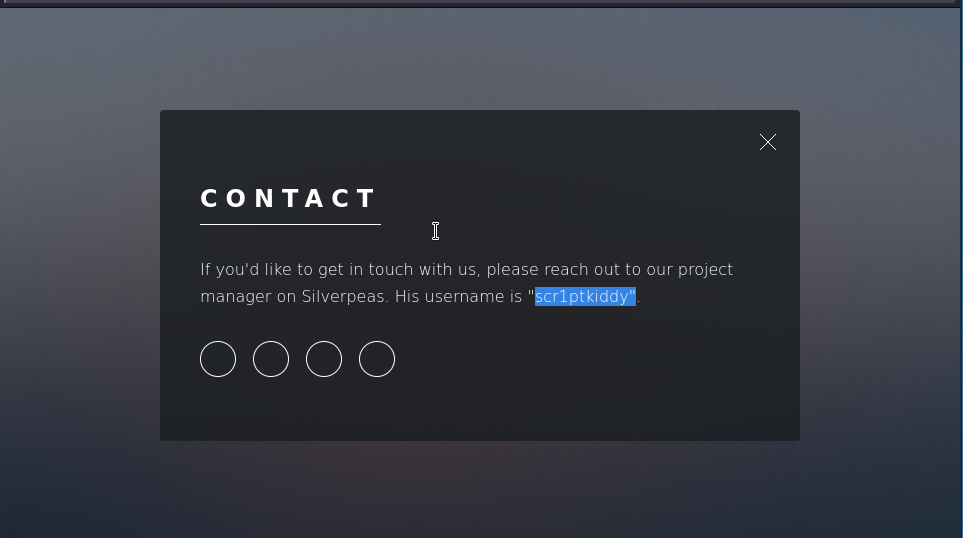 CONTACT
If you'd like to get in touch with us, please reach out to our project
manager on Silverpeas. His username is "scr1ptkiddy".